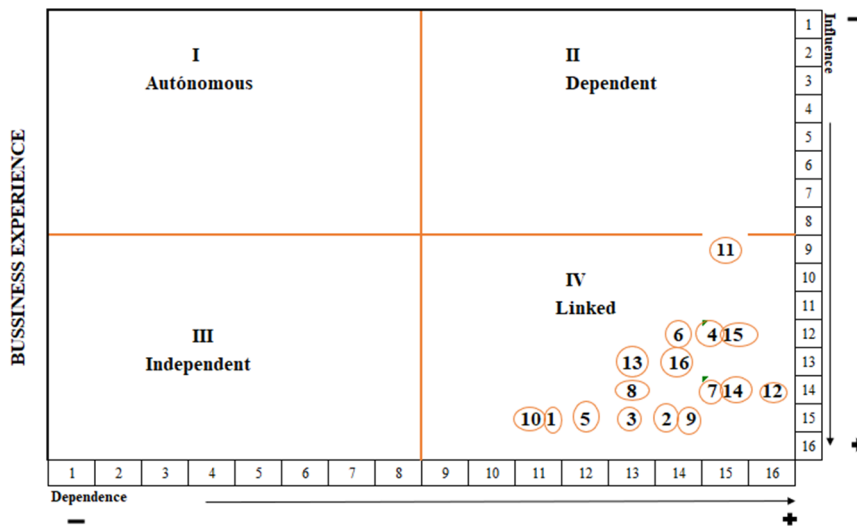 BUSSINESS EXPERIENCE
I
Autónomous
II
Dependent
III
Independent
IV
Linked
11
6 4 15
13 16
8 7 14 12
10 1 5 3 2 9
Influence
−
1
2
3
4
5
6
7
8
9
10
11
12
13
14
15
16
+
1 2 3 4 5 6 7 8 9 10 11 12 13 14 15 16
Dependence
− +